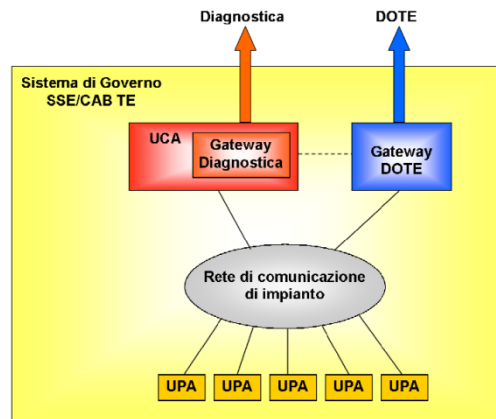 Diagnostica
DOTE
Sistema di Governo
SSE/CAB TE
UCA
Gateway
Diagnostica
Gateway
DOTE
Rete di comunicazione
di impianto
UPA
UPA
UPA
UPA
UPA